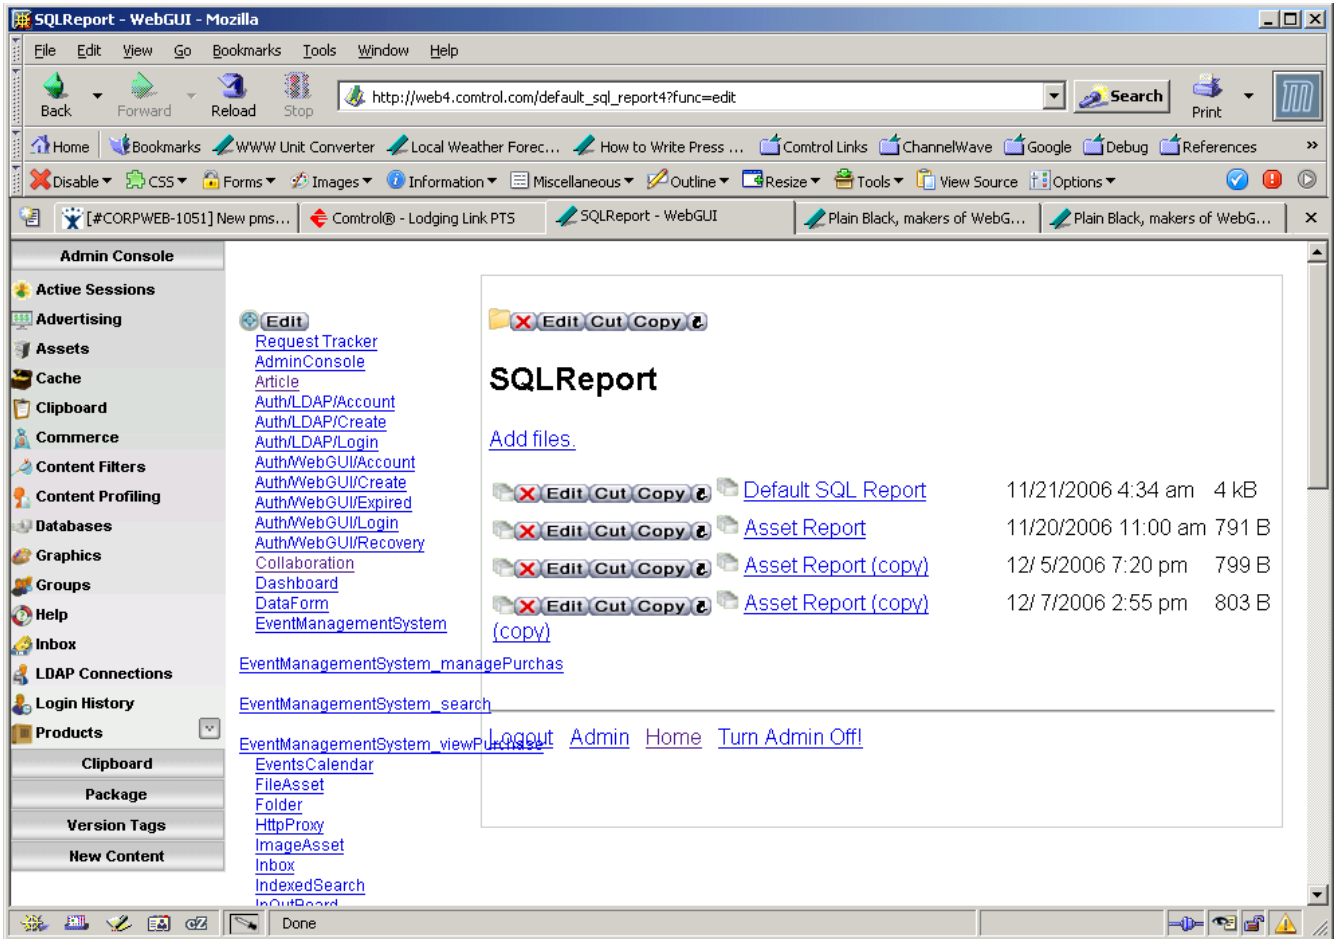 SQLReport - WebGUI - Mozilla
File Edit View Go Bookmarks Tools Window Help
Back Forward Reload Stop http://web4.comtrol.com/default_sql_report4?func=edit Search Print
Home Bookmarks WWW Unit Converter Local Weather Forec... How to Write Press ... Comtrol Links ChannelWave Google Debug References »
Disable CSS Forms Images Information Miscellaneous Outline Resize Tools View Source Options
[#CORPWEB-1051] New pms... Comtrol® - Lodging Link PTS SQLReport - WebGUI Plain Black, makers of WebG... Plain Black, makers of WebG...
Admin Console
Active Sessions
Advertising
Assets
Cache
Clipboard
Commerce
Content Filters
Content Profiling
Databases
Graphics
Groups
Help
Inbox
LDAP Connections
Login History
Products
Clipboard
Package
Version Tags
New Content
Edit
Request Tracker
AdminConsole
Article
Auth/LDAP/Account
Auth/LDAP/Create
Auth/LDAP/Login
Auth/WebGUI/Account
Auth/WebGUI/Create
Auth/WebGUI/Expired
Auth/WebGUI/Login
Auth/WebGUI/Recovery
Collaboration
Dashboard
DataForm
EventManagementSystem
EventManagementSystem_managePurchas
EventManagementSystem_search
EventManagementSystem_viewPurchase
EventsCalendar
FileAsset
Folder
HttpProxy
ImageAsset
Inbox
IndexedSearch
InOutBoard
Edit Cut Copy
SQLReport
Add files.
Edit Cut Copy Default SQL Report 11/21/2006 4:34 am 4 kB
Edit Cut Copy Asset Report 11/20/2006 11:00 am 791 B
Edit Cut Copy Asset Report (copy) 12/ 5/2006 7:20 pm 799 B
Edit Cut Copy Asset Report (copy) 12/ 7/2006 2:55 pm 803 B
(copy)
Logout Admin Home Turn Admin Off!
Done